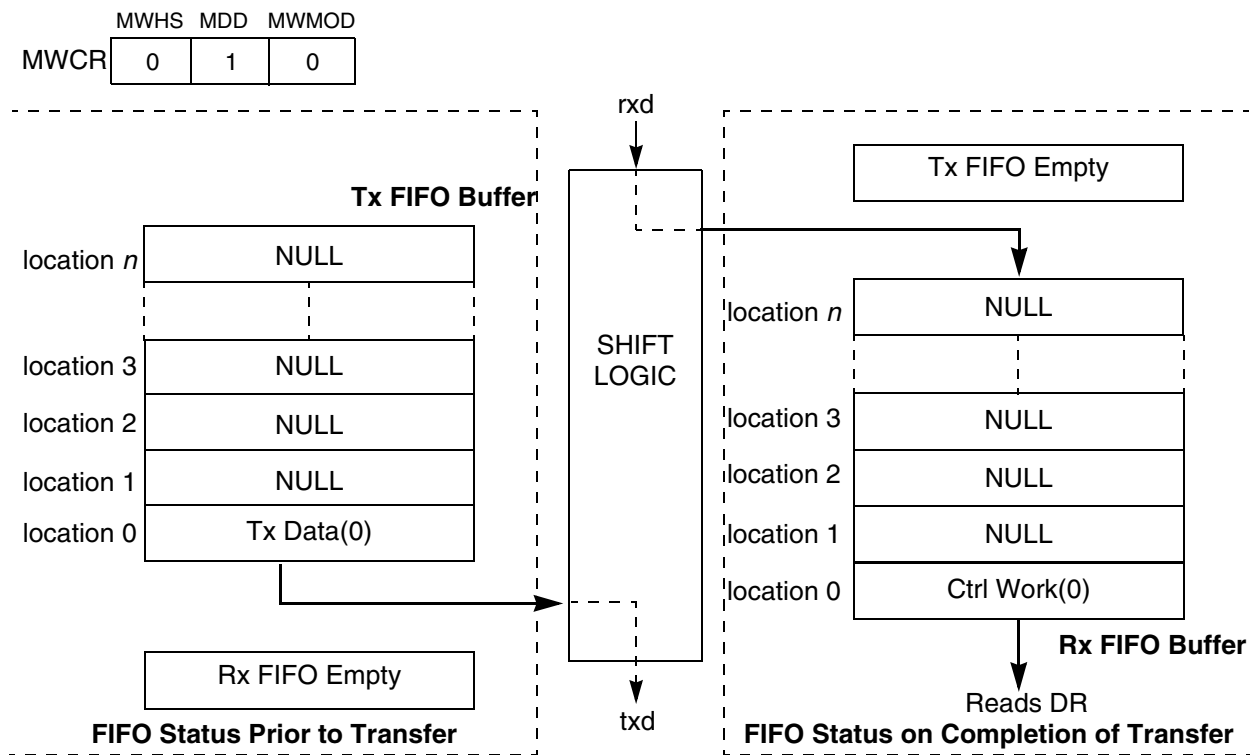 MWHS MDD MWMOD
MWCR 0 1 0
rxd
Tx FIFO Buffer
location n NULL
location 3 NULL
location 2 NULL
location 1 NULL
location 0 Tx Data(0)
Rx FIFO Empty
FIFO Status Prior to Transfer
SHIFT
LOGIC
txd
Tx FIFO Empty
location n NULL
location 3 NULL
location 2 NULL
location 1 NULL
location 0 Ctrl Work(0)
Rx FIFO Buffer
Reads DR
FIFO Status on Completion of Transfer